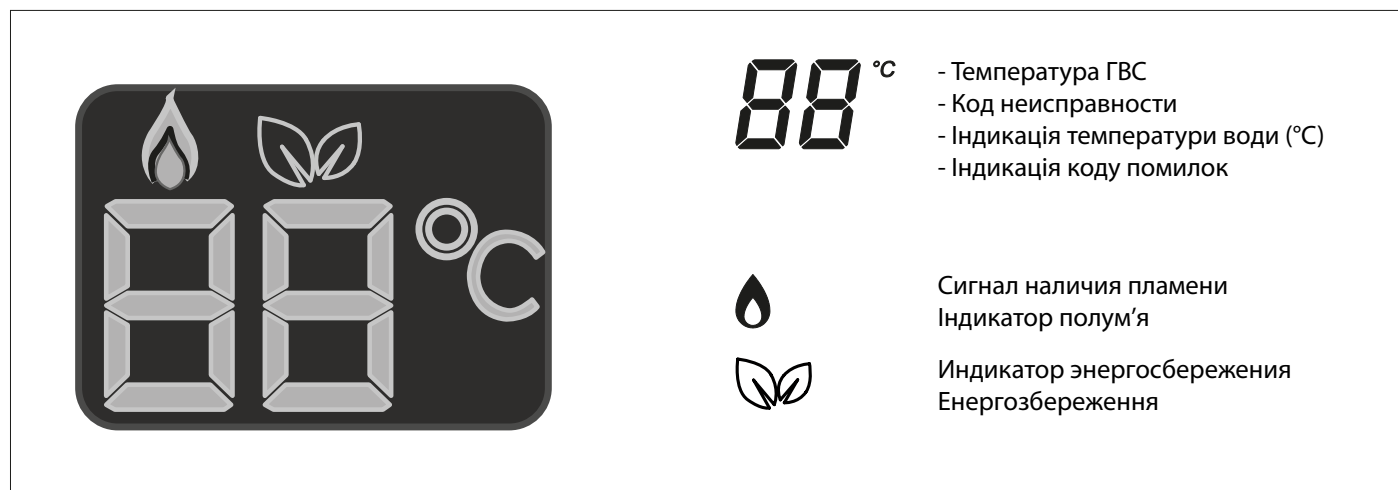 88 °C
88 °C
- Температура ГВС
- Код неисправности
- Індикація температури води (°C)
- Індикація коду помилок
Сигнал наличия пламени
Індикатор полум’я
Индикатор энергосбережения
Енергозбереження